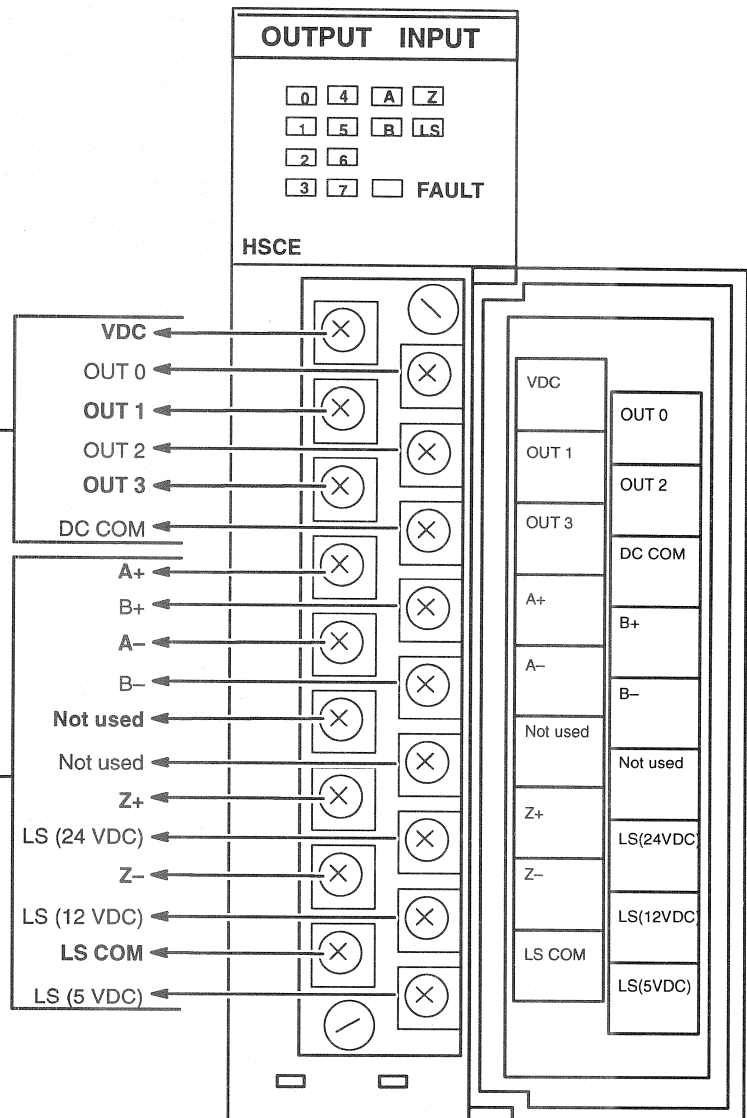 OUTPUT INPUT
0 4 A Z
1 5 B LS
2 6
3 7 FAULT
HSCE
VDC
OUT 0
OUT 1
OUT 2
OUT 3
DC COM
A+
B+
A–
B–
Not used
Not used
Z+
LS (24 VDC)
Z–
LS (12 VDC)
LS COM
LS (5 VDC)
VDC
OUT 0
OUT 1
OUT 2
OUT 3
DC COM
A+
B+
A–
B–
Not used
Not used
Z+
LS(24VDC)
Z–
LS(12VDC)
LS COM
LS(5VDC)